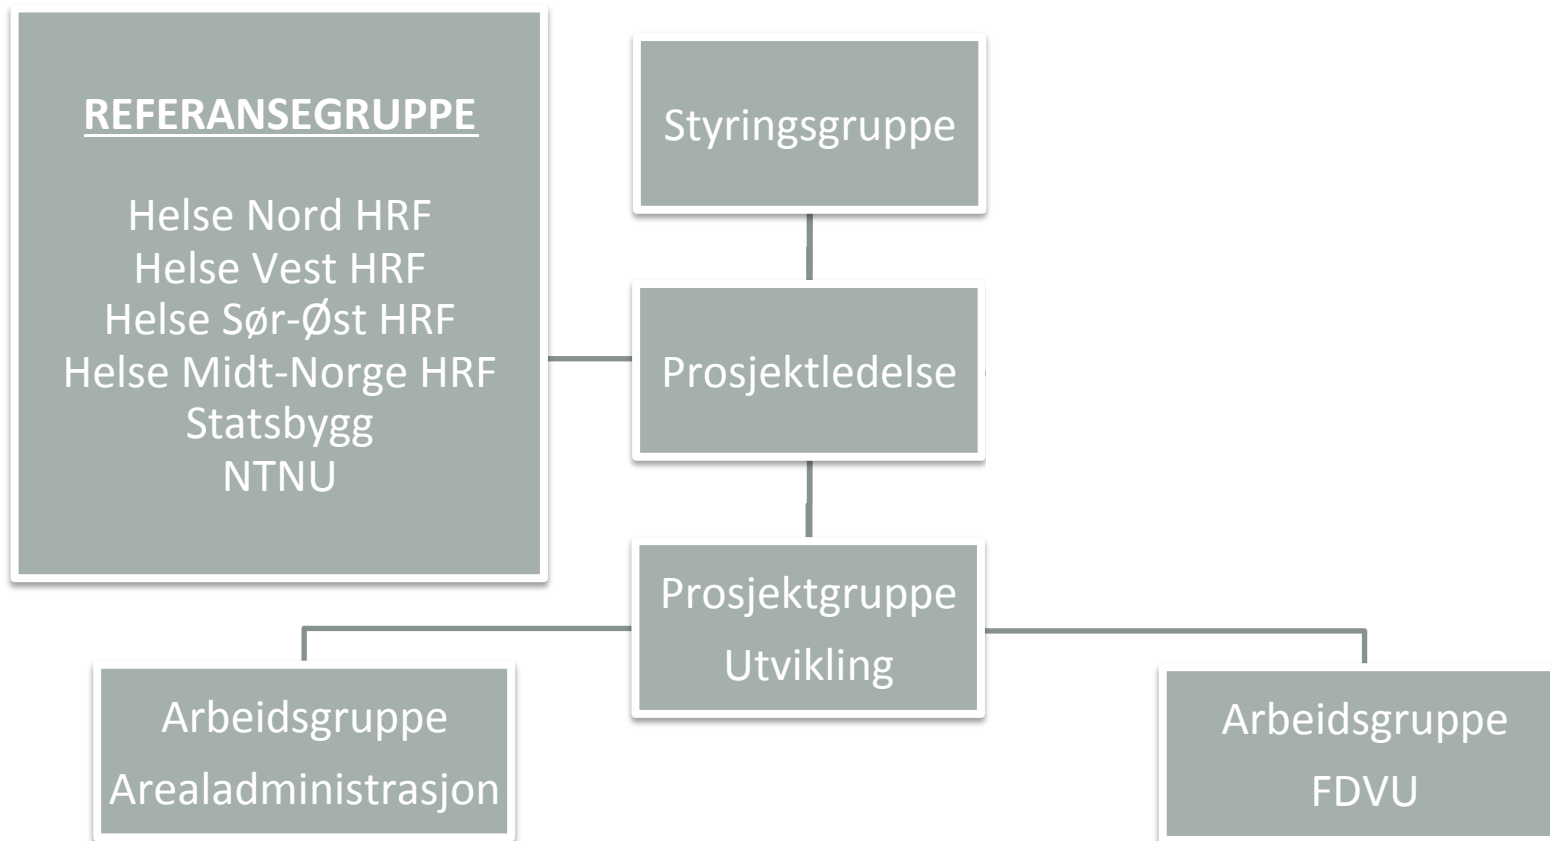 REFERANSEGRUPPE
Helse Nord HRF
Helse Vest HRF
Helse Sør-Øst HRF
Helse Midt-Norge HRF
Statsbygg
NTNU
Styringsgruppe
Prosjektledelse
Prosjektgruppe
Utvikling
Arbeidsgruppe
Arealadministrasjon
Arbeidsgruppe
FDVU